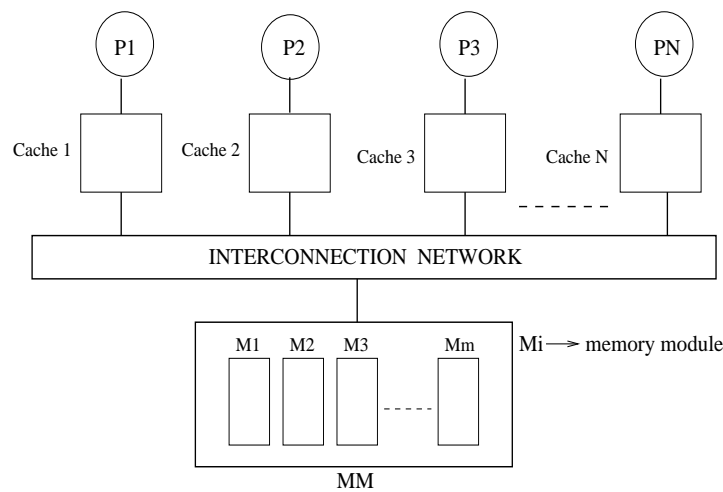 P1
P2
P3
PN
Cache 1
Cache 2
Cache 3
Cache N
INTERCONNECTION NETWORK
M1
M2
M3
Mm
Mi → memory module
MM